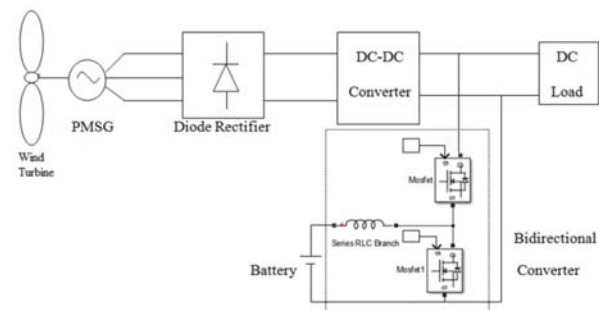 DC-DC
Converter
DC
Load
PMSG
Diode Rectifier
Wind
Turbine
Mosfet
Series RLC Branch
Mosfet1
Battery
Bidirectional
Converter